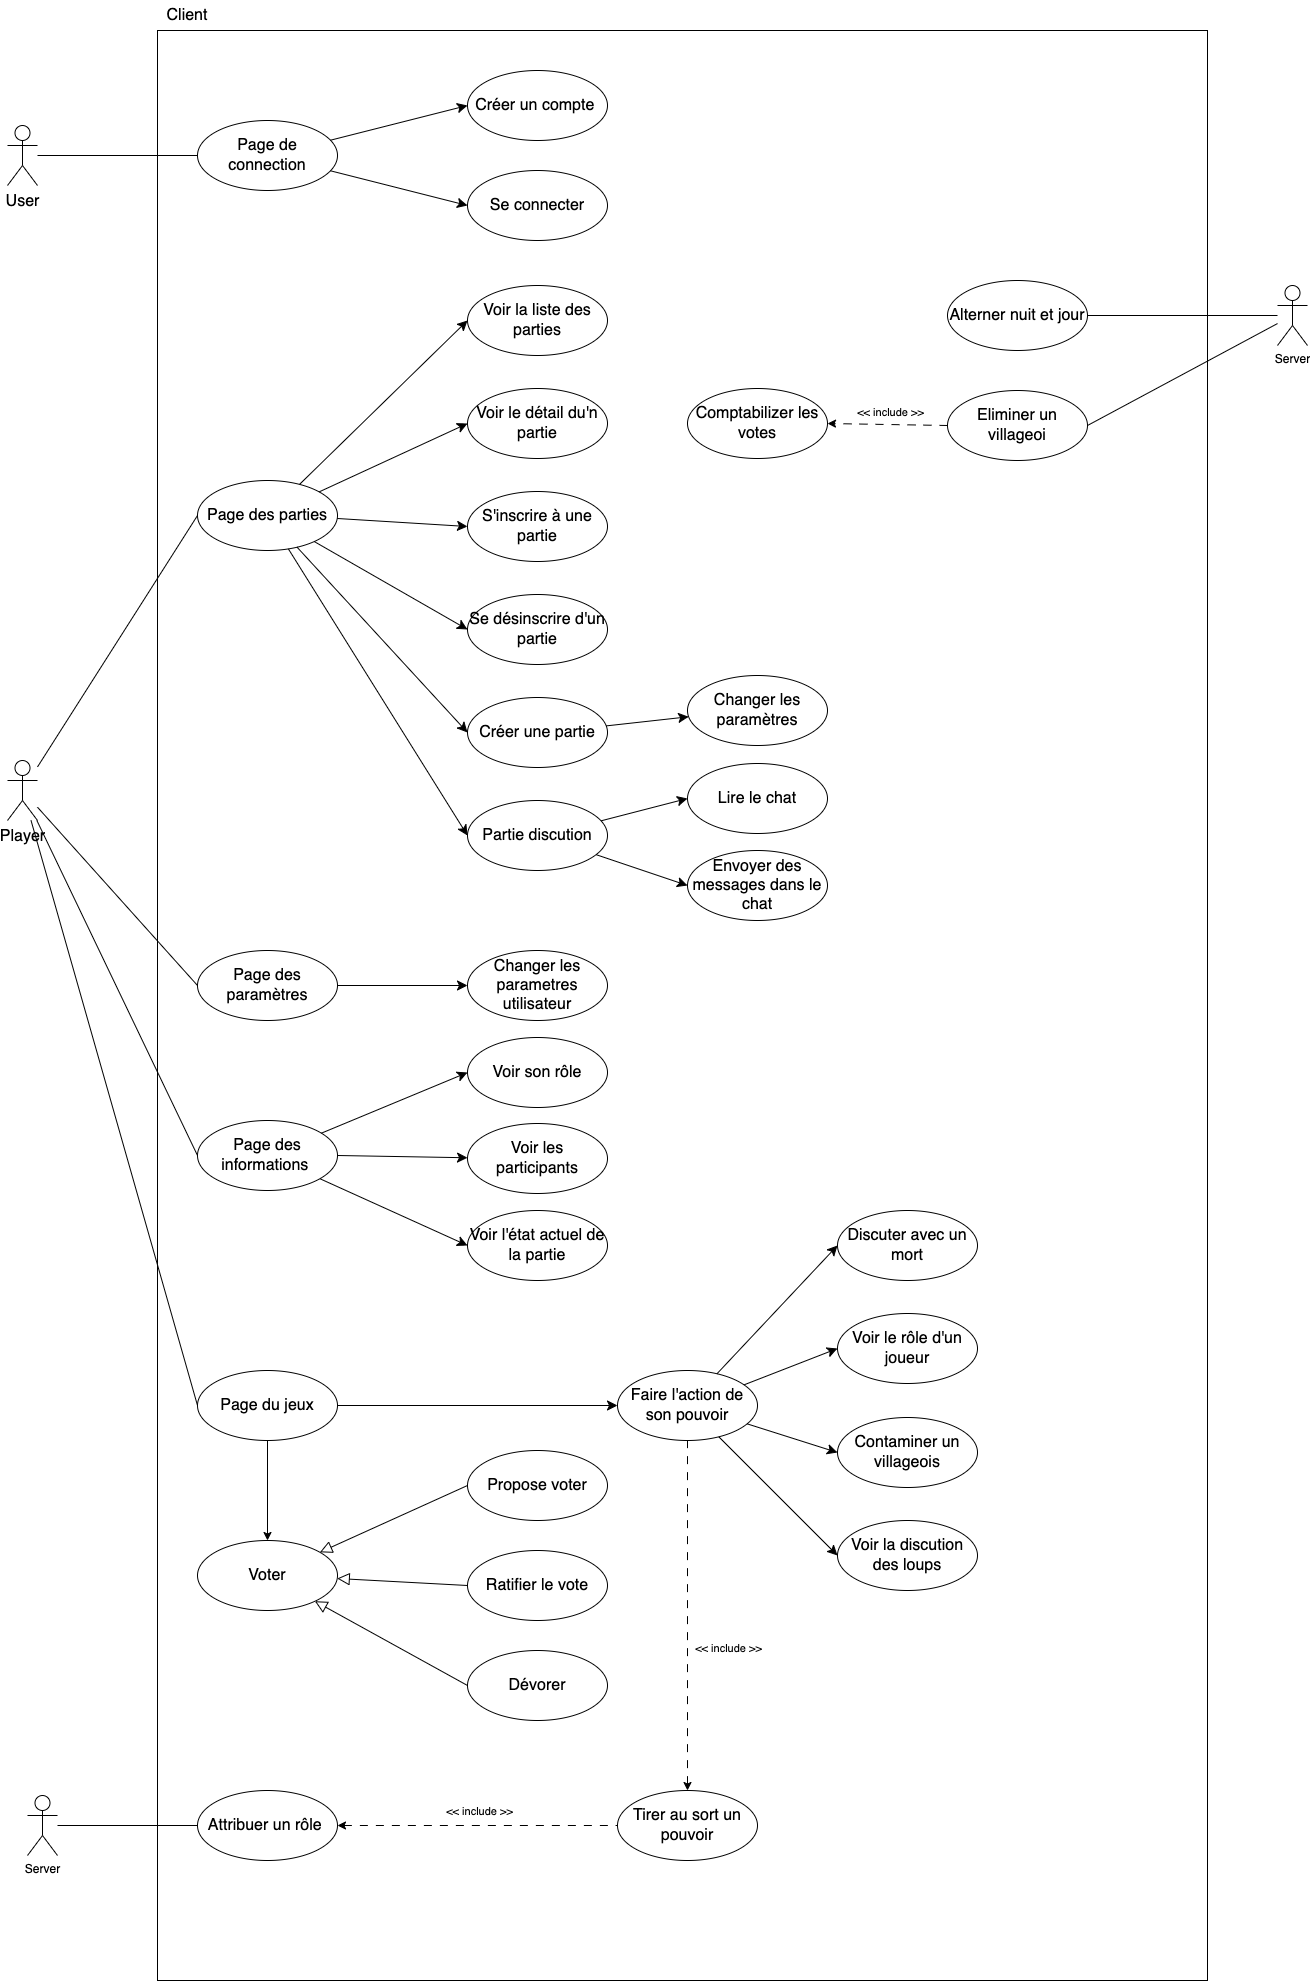 Client
Créer un compte
Page de
connection
User
Se connecter
Voir la liste des
parties
Alterner nuit et jour
Server
Voir le détail du'n
partie
Comptabilizer les
votes
<< include >>
Eliminer un
villageoi
Page des parties
S'inscrire à une
partie
Se désinscrire d'un
partie
Créer une partie
Changer les
paramètres
Player
Partie discution
Lire le chat
Envoyer des
messages dans le
chat
Page des
paramètres
Changer les
parametres
utilisateur
Voir son rôle
Page des
informations
Voir les
participants
Voir l'état actuel de
la partie
Discuter avec un
mort
Voir le rôle d'un
joueur
Page du jeux
Faire l'action de
son pouvoir
Contaminer un
villageois
Propose voter
Voir la discution
des loups
Voter
Ratifier le vote
<< include >>
Dévorer
Server
Attribuer un rôle
<< include >>
Tirer au sort un
pouvoir